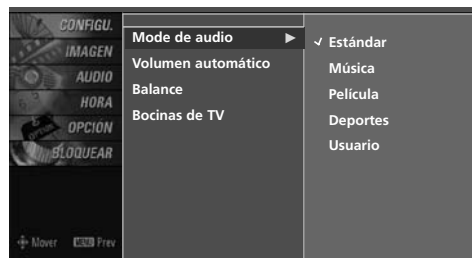 CONFIGU.
IMAGEN
AUDIO
HORA
OPCIÓN
BLOQUEAR
Mover MENU Prev
Mode de audio ►
Volumen automático
Balance
Bocinas de TV
✓ Estándar
Música
Película
Deportes
Usuario